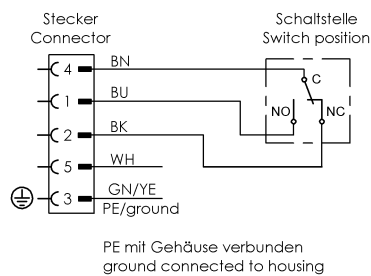 Stecker
Connector
Schaltstelle
Switch position
4 BN
C
1 BU
NO NC
2 BK
5 WH
3 GN/YE
PE/ground
PE mit Gehäuse verbunden
ground connected to housing